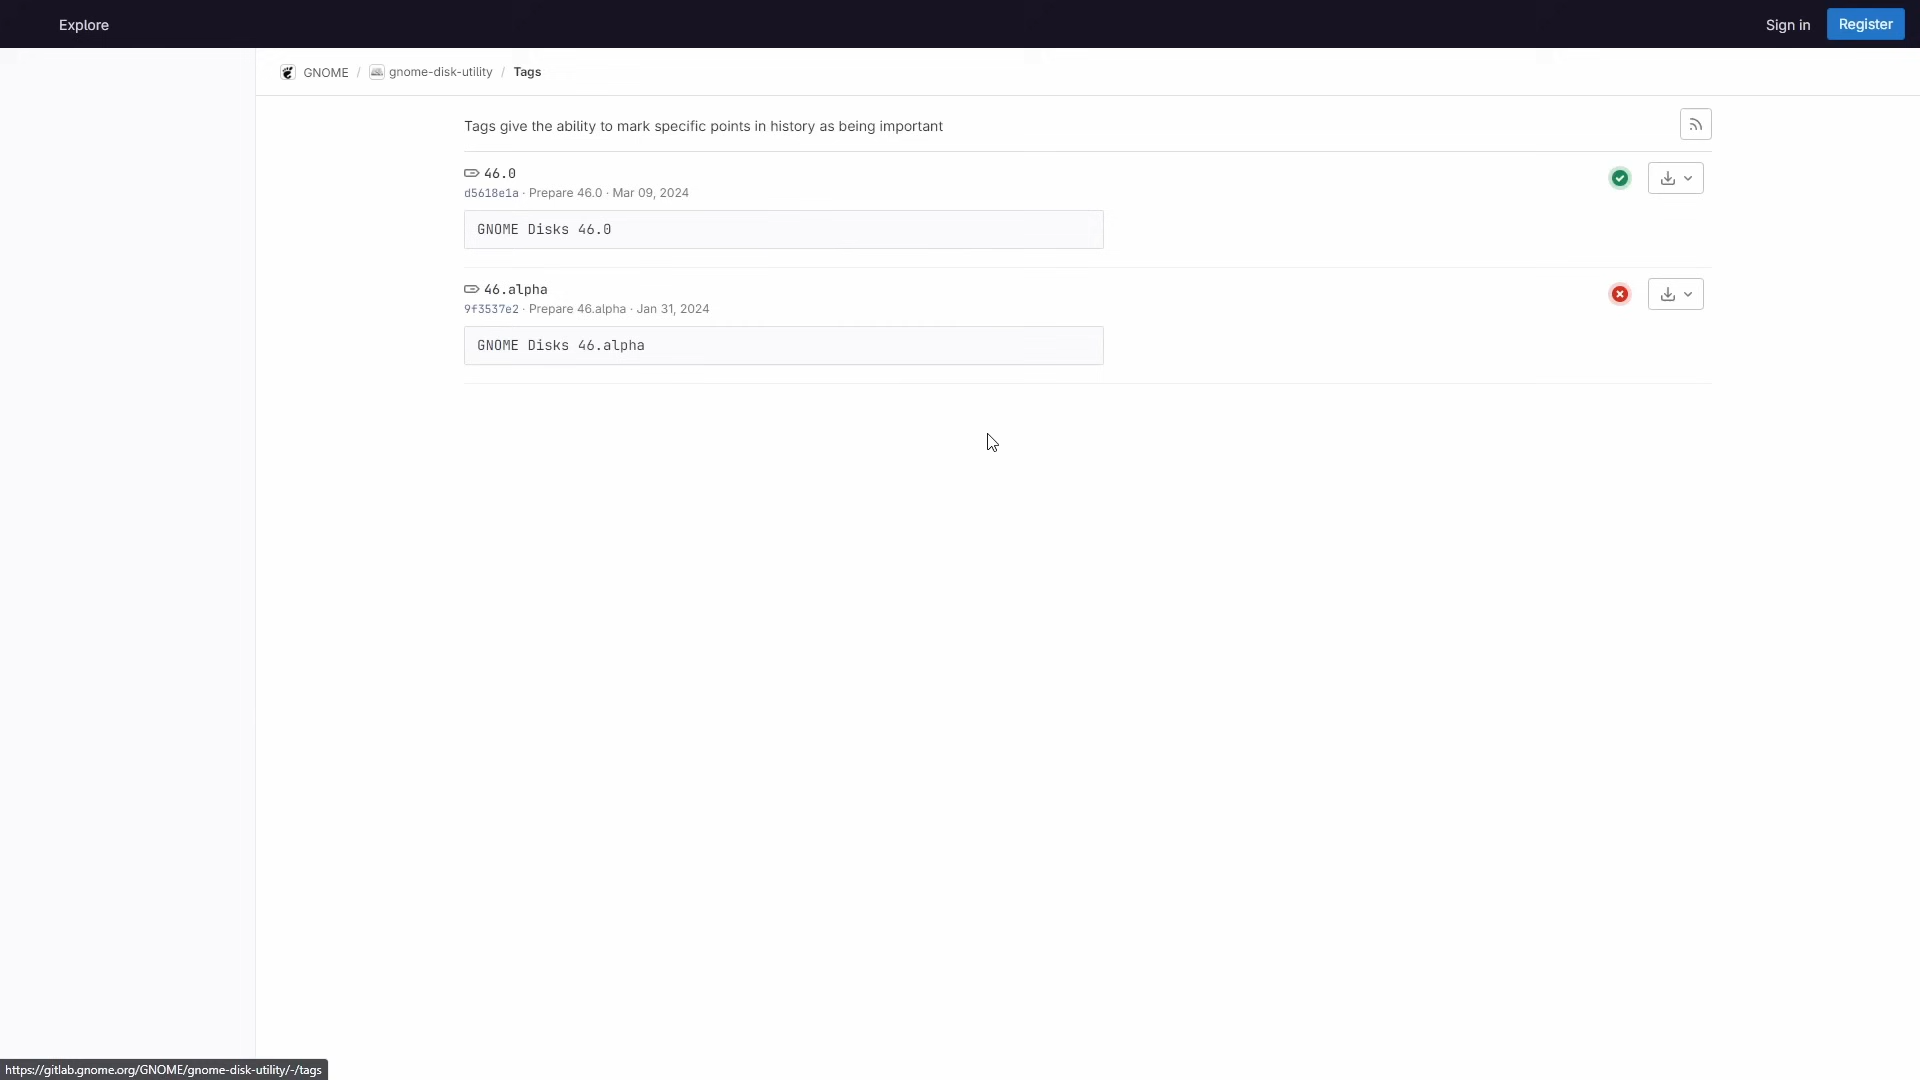 Explore
Sign in
Register
GNOME / gnome-disk-utility / Tags
Tags give the ability to mark specific points in history as being important
46.0
d5618e1a · Prepare 46.0 · Mar 09, 2024
GNOME Disks 46.0
46.alpha
9f3537e2 · Prepare 46.alpha · Jan 31, 2024
GNOME Disks 46.alpha
https://gitlab.gnome.org/GNOME/gnome-disk-utility/-/tags